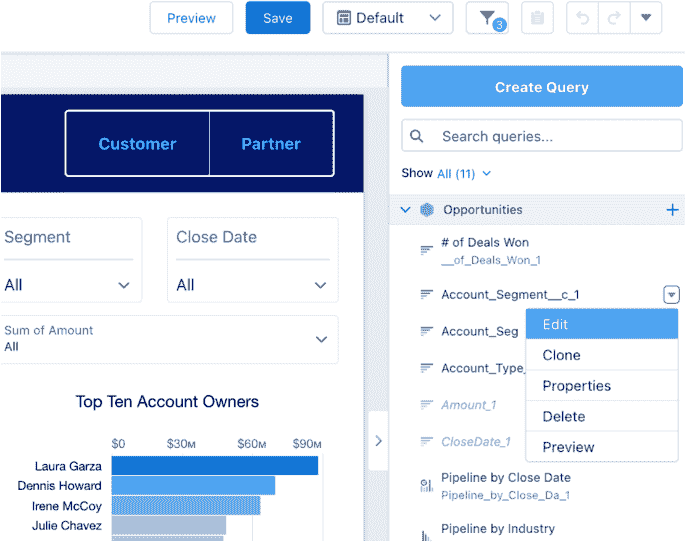 Preview
Save
Default
3
Create Query
Search queries...
Show All (11)
Opportunities
# of Deals Won
__of_Deals_Won_1
Account_Segment__c_1
Account_Seg
Account_Type_
Amount_1
CloseDate_1
Pipeline by Close Date
Pipeline_by_Close_Da_1
Pipeline by Industry
Edit
Clone
Properties
Delete
Preview
Customer
Partner
Segment
All
Close Date
All
Sum of Amount
All
Top Ten Account Owners
$0 $30M $60M $90M
Laura Garza
Dennis Howard
Irene McCoy
Julie Chavez